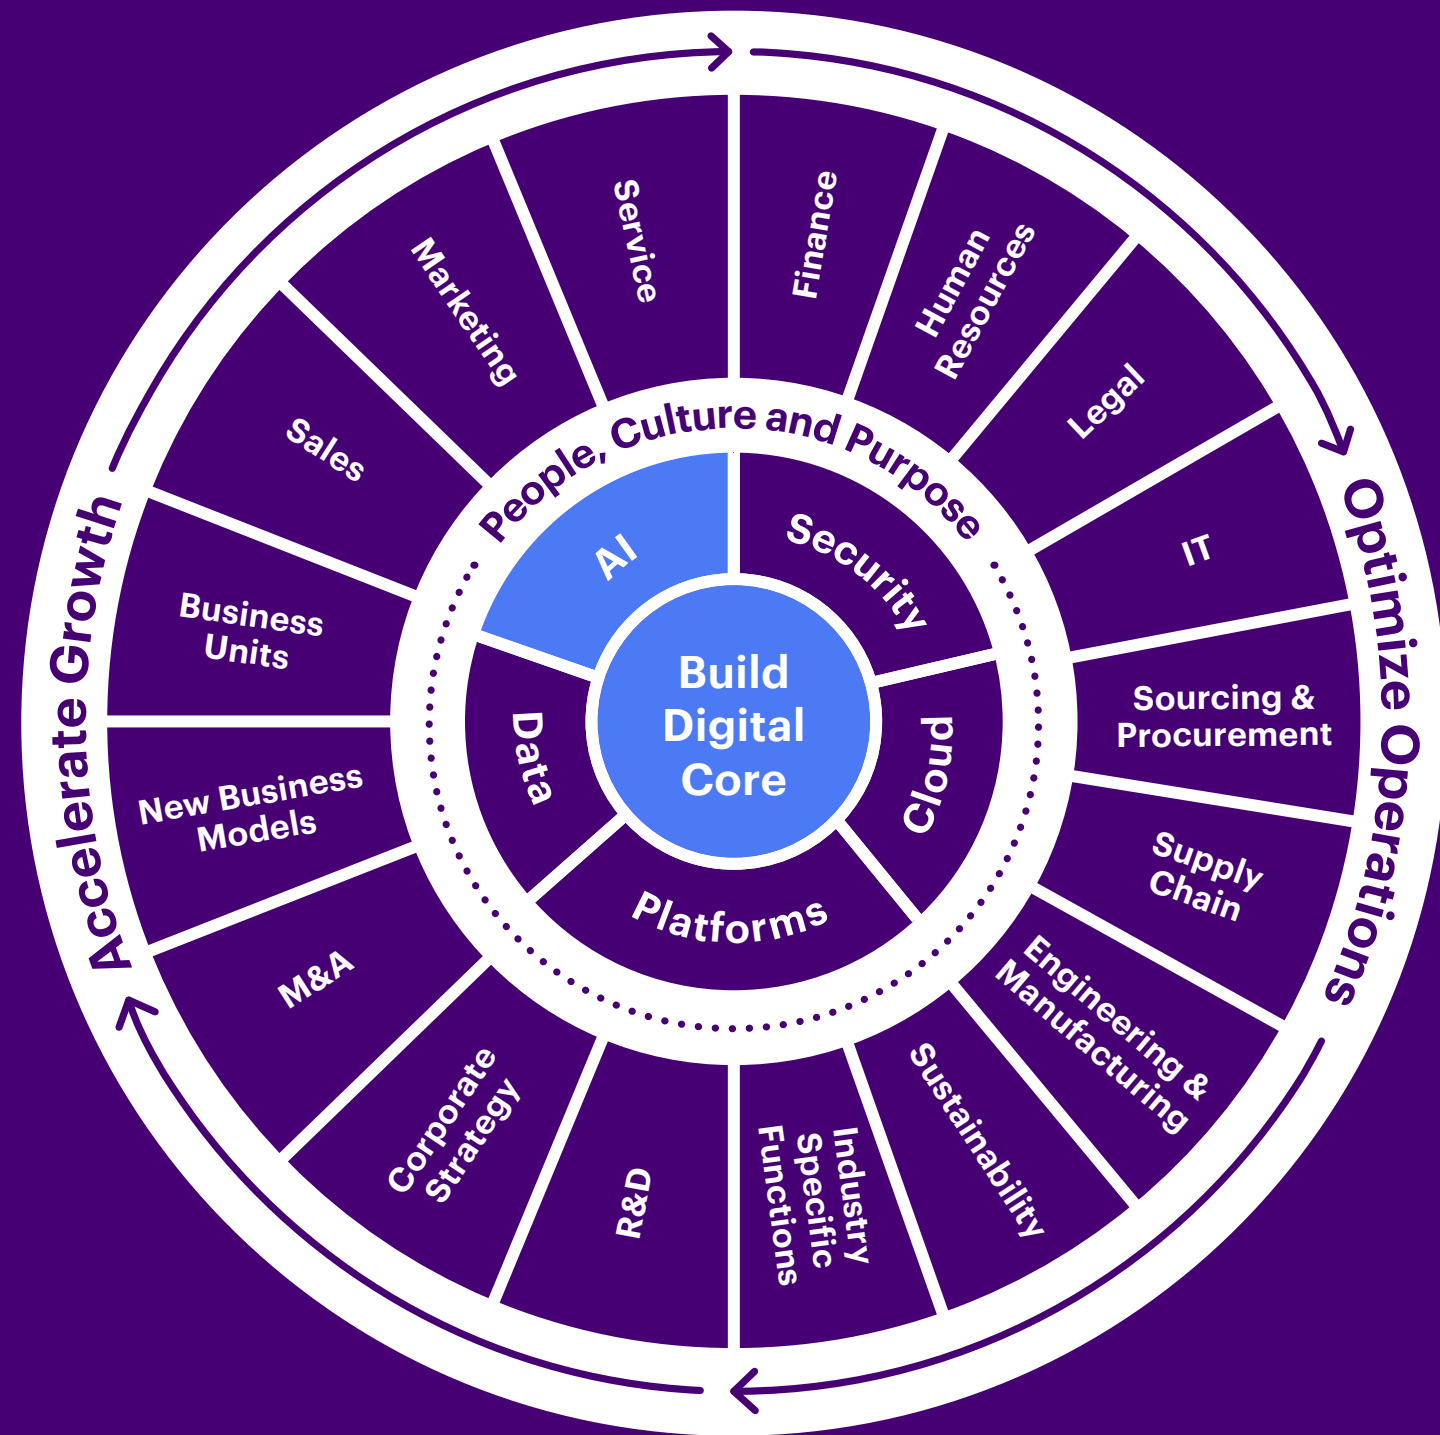 Accelerate Growth
Optimize Operations
People, Culture and Purpose
Build
Digital
Core
AI
Security
Cloud
Platforms
Data
Finance
Human
Resources
Legal
IT
Sourcing &
Procurement
Supply
Chain
Engineering &
Manufacturing
Sustainability
Industry
Specific
Functions
R&D
Corporate
Strategy
M&A
New Business
Models
Business
Units
Sales
Marketing
Service